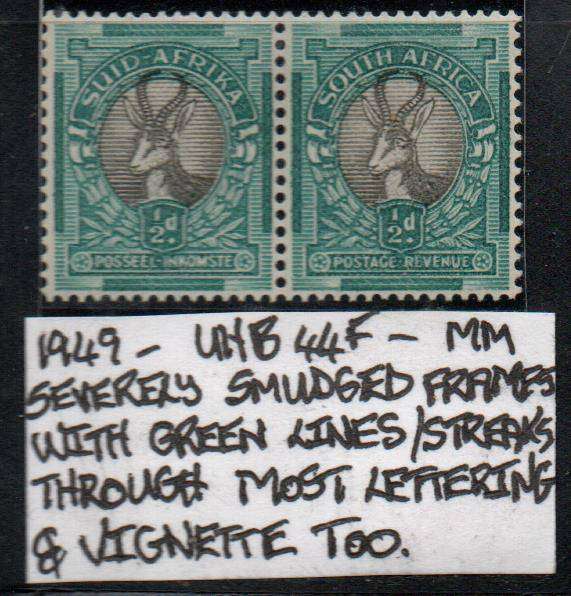 SUID-AFRIKA
½d.
POSSEEL-INKOMSTE
SOUTH AFRICA
½d
POSTAGE-REVENUE
1949 - UHB 44F - MM
SEVERELY SMUDGED FRAMES
WITH GREEN LINES/STREAKS
THROUGH MOST LETTERING
& VIGNETTE TOO.